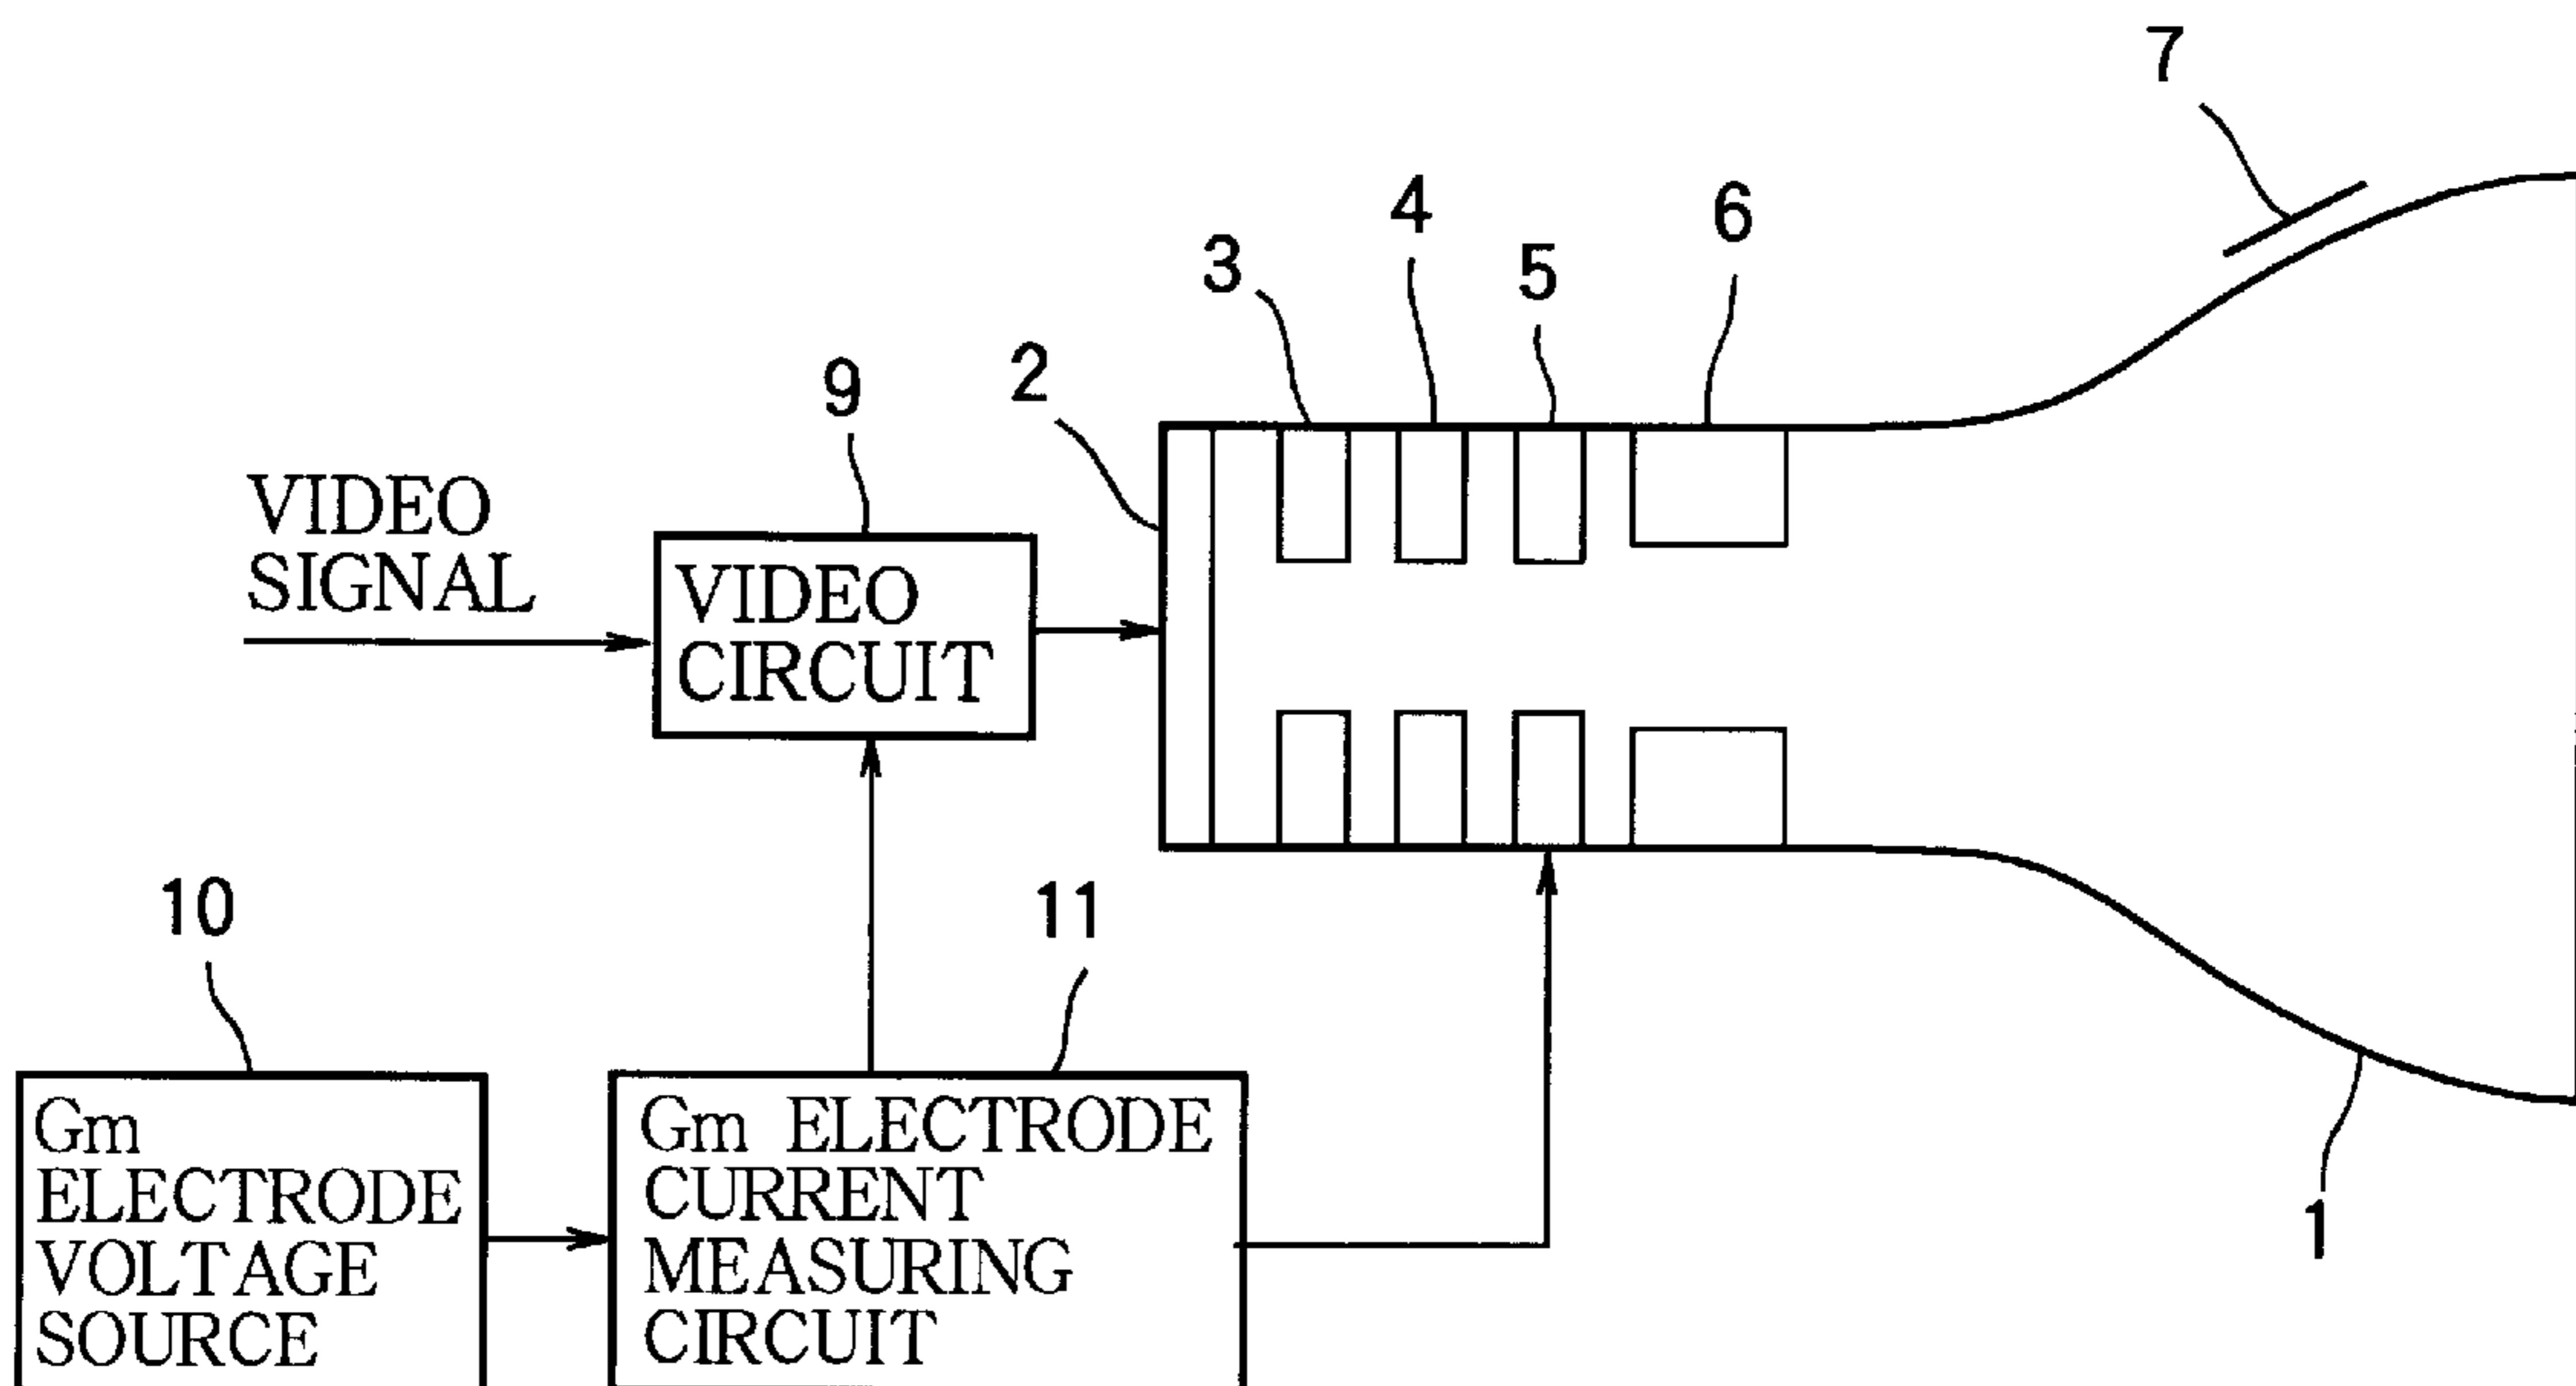 7
4
6
3
5
2
9
VIDEO
SIGNAL
VIDEO
CIRCUIT
10
11
Gm
ELECTRODE
VOLTAGE
SOURCE
Gm ELECTRODE
CURRENT
MEASURING
CIRCUIT
1